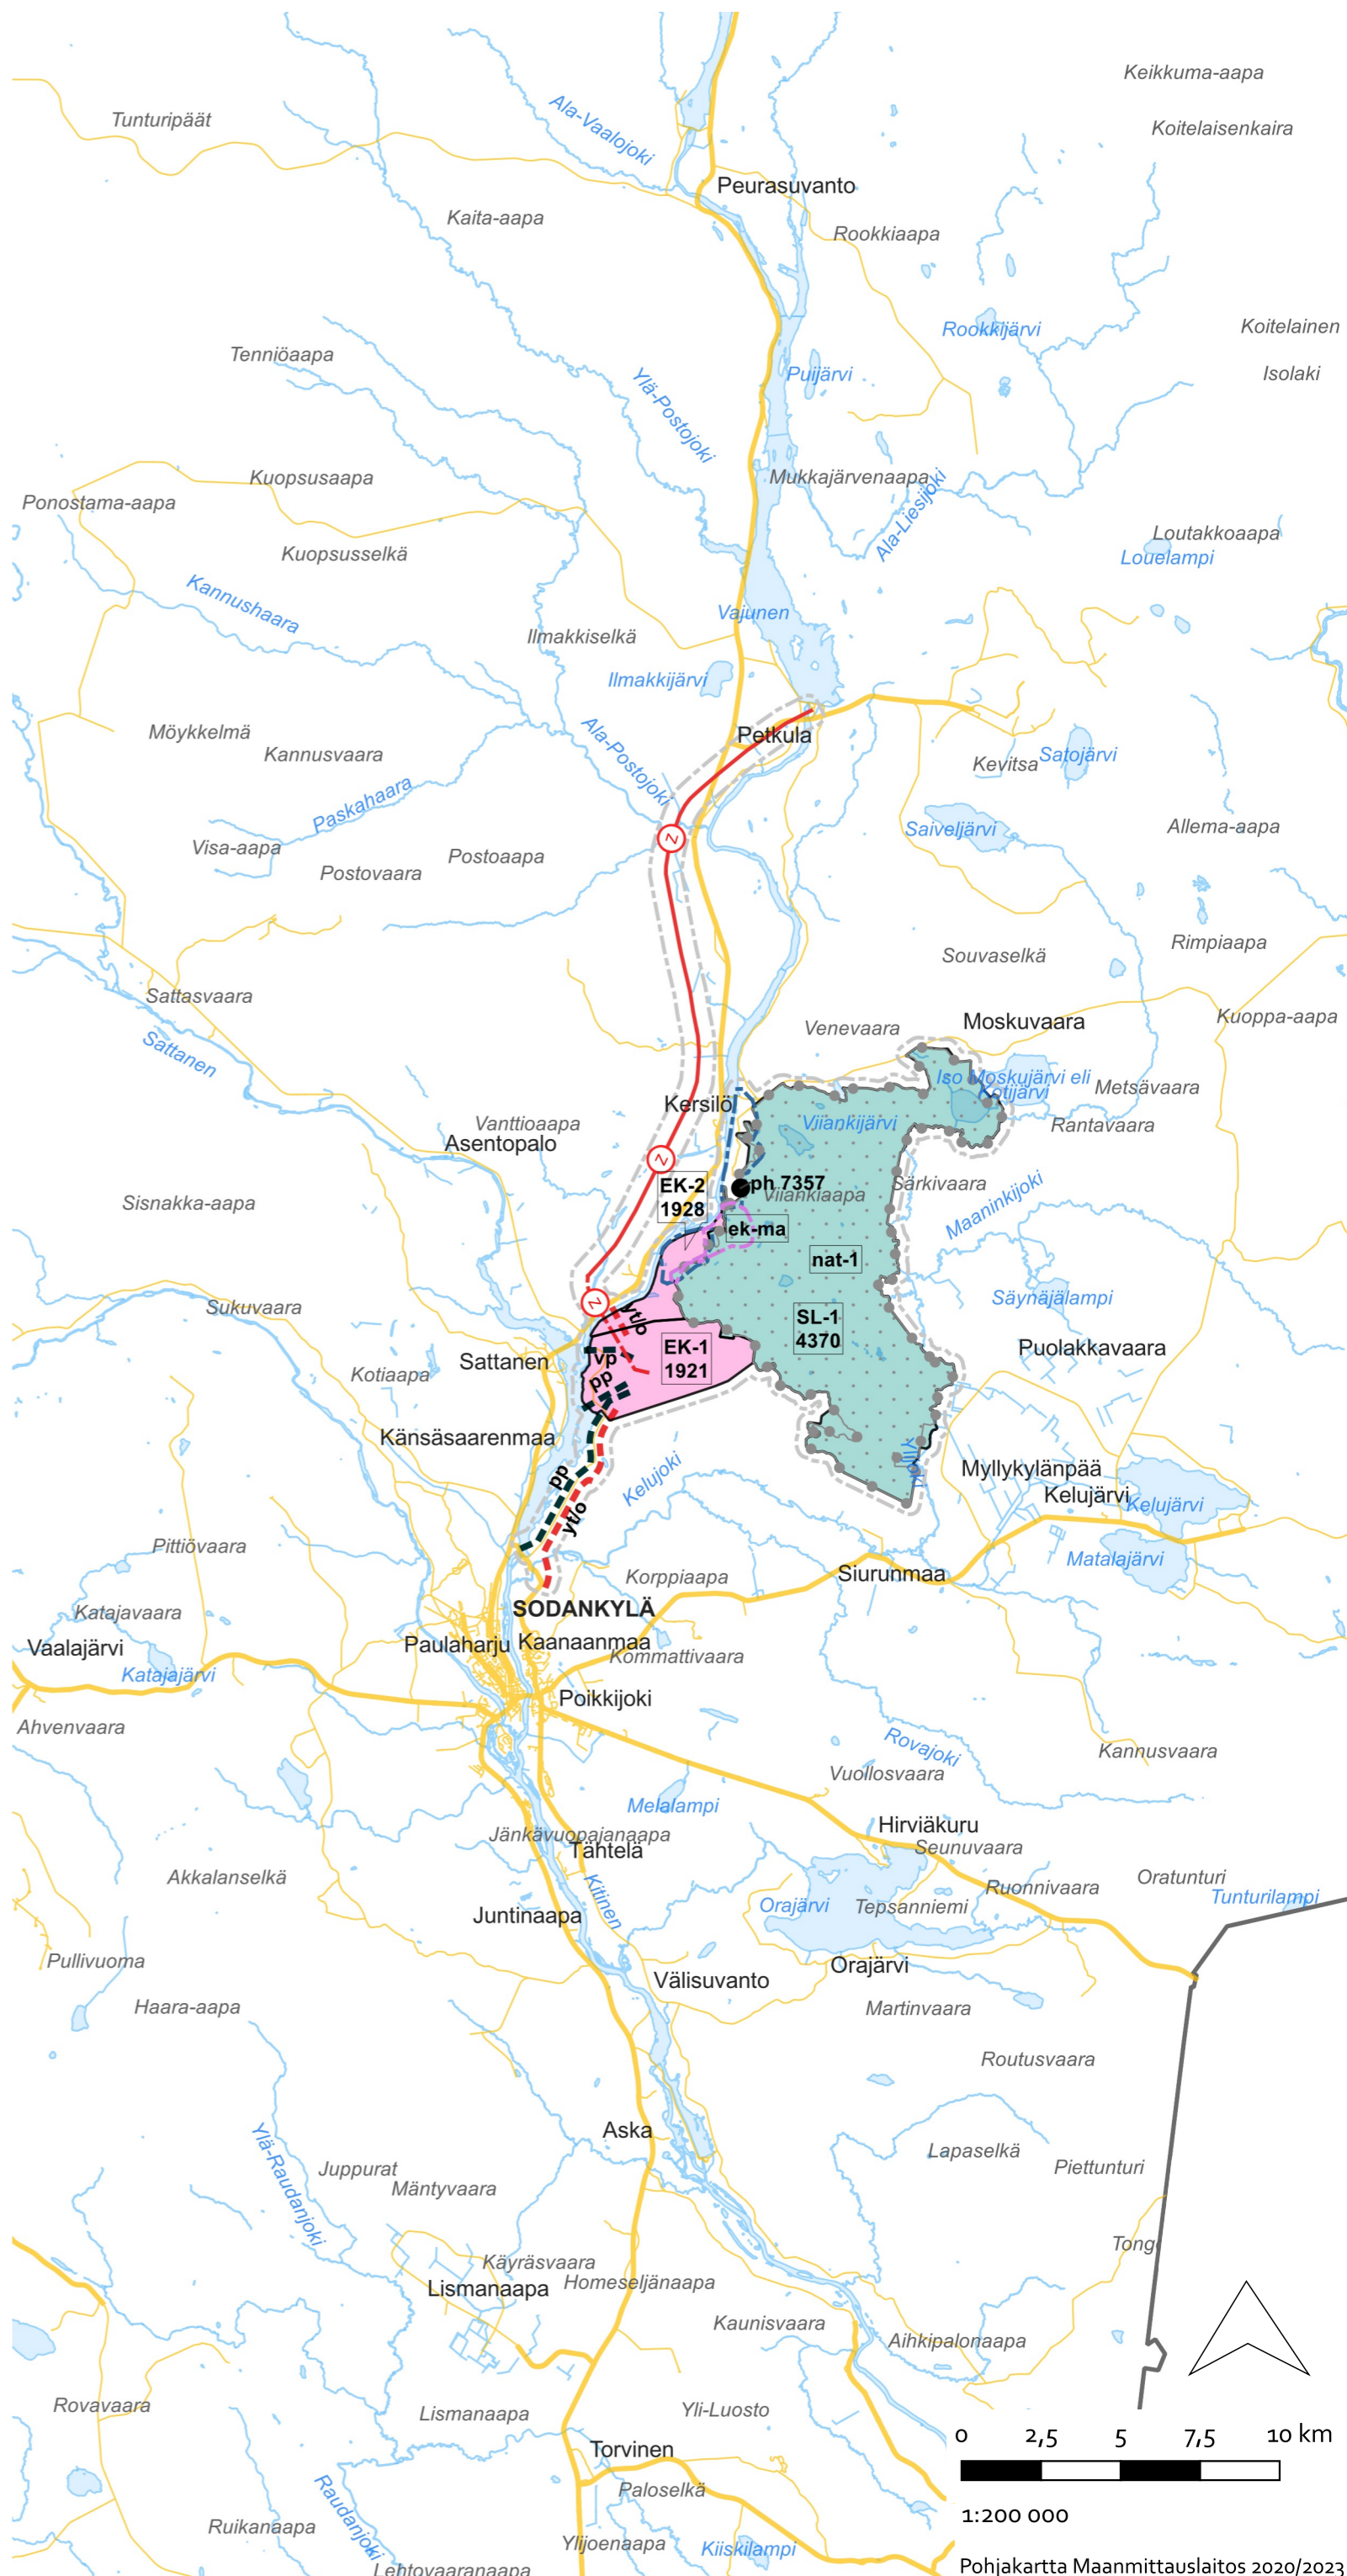 Keikkuma-aapa
Ala-Vaalojoki
Tunturipäät
Koitelaisenkaira
Peurasuvanto
Kaita-aapa
Rookkiaapa
Rookkijärvi
Koitelainen
Tenniöaapa
Puijärvi
Isolaki
Ylä-Postojoki
Kuopsusaapa
Mukkajärvenaapa
Ponostama-aapa
Ala-Liesijoki
Loutakkoaapa
Kuopsusselkä
Louelampi
Kannushaara
Vajunen
Ilmakkiselkä
Ilmakkijärvi
Möykkelmä
Petkula
Kannusvaara
Ala-Postojoki
Kevitsa
Satojärvi
Paskahaara
Saiveljärvi
Allema-aapa
Z
Visa-aapa
Postoaapa
Postovaara
Rimpiaapa
Souvaselkä
Sattasvaara
Kuoppa-aapa
Venevaara
Moskuvaara
Sattanen
Iso Moskujärvi eli
Kotijärvi
Metsävaara
Kersilö
Vanttioaapa
Viiankijärvi
Rantavaara
Asentopalo
Z
EK-2
1928
ph 7357
Viiankiaapa
Särkivaara
Sisnakka-aapa
Maaninkijoki
ek-ma
nat-1
Säynäjälampi
Sukuvaara
Z
yt/o
SL-1
4370
Puolakkavaara
Sattanen
lvp
EK-1
1921
Kotiaapa
pp
Känsäsaarenmaa
Ylijoki
Kelujoki
Myllykylänpää
pp
Kelujärvi
Kelujärvi
yt/o
Pittiövaara
Matalajärvi
Korppiaapa
Siurunmaa
SODANKYLÄ
Katajavaara
Vaalajärvi
Paulaharju
Kaanaanmaa
Kommattivaara
Katajajärvi
Poikkijoki
Ahvenvaara
Rovajoki
Kannusvaara
Vuollosvaara
Melalampi
Hirviäkuru
Jänkävuopajanaapa
Tähtelä
Seunuvaara
Akkalanselkä
Oratunturi
Ruonnivaara
Tunturilampi
Kitinen
Orajärvi
Tepsanniemi
Juntinaapa
Pullivuoma
Orajärvi
Välisuvanto
Haara-aapa
Martinvaara
Routusvaara
Aska
Ylä-Raudanjoki
Lapaselkä
Juppurat
Piettunturi
Mäntyvaara
Käyräsvaara
Lismanaapa
Homeseljänaapa
Kaunisvaara
Aihkipalonaapa
Rovavaara
Lismanaapa
Yli-Luosto
0 2,5 5 7,5 10 km
Torvinen
Paloselkä
1:200 000
Raudanjoki
Ruikanaapa
Ylijoenaapa
Kiiskilampi
Pohjakartta Maanmittauslaitos 2020/2023
Lehtovaaranaapa